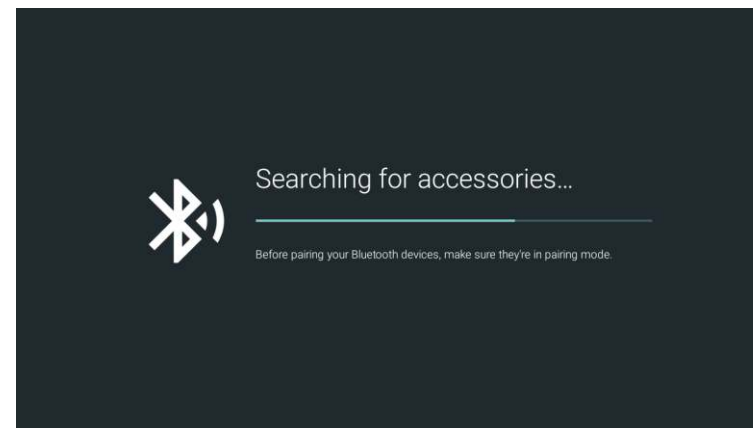 Searching for accessories...
Before pairing your Bluetooth devices, make sure they're in pairing mode.